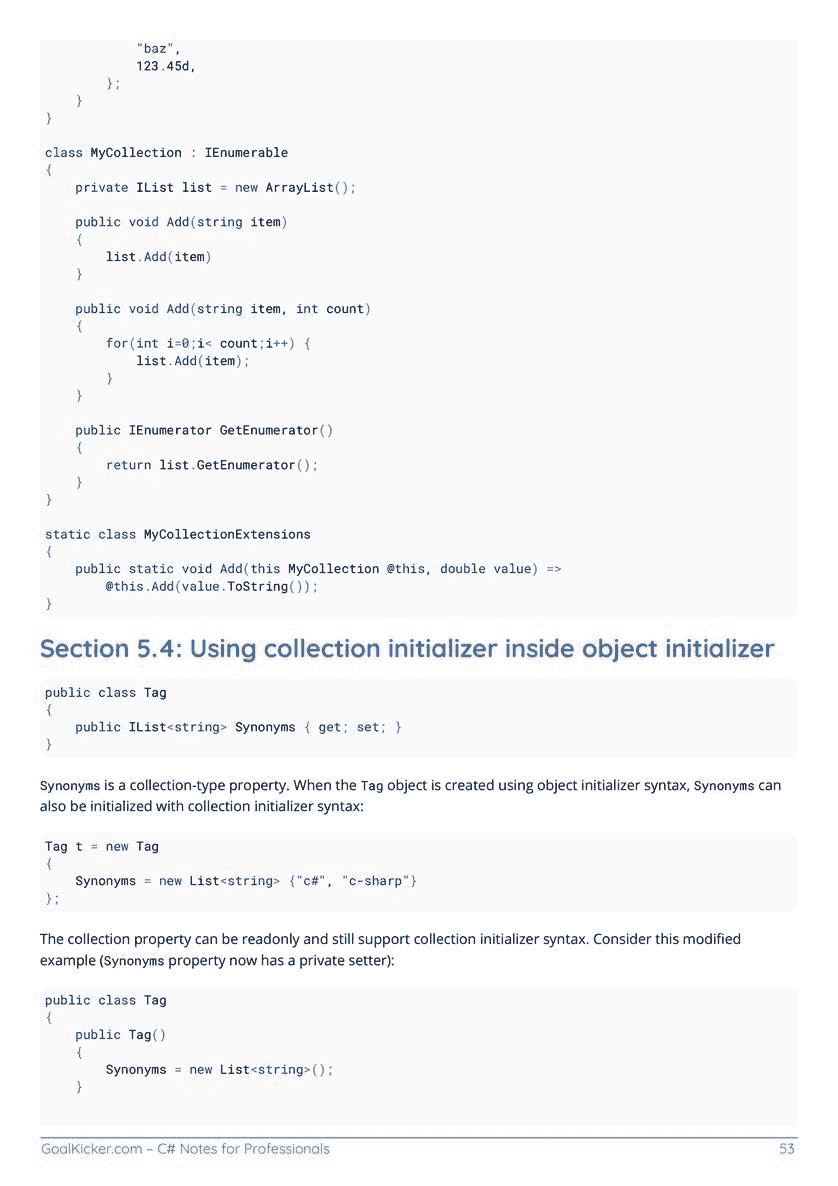 "baz",
            123.45d,
        };
    }
}
class MyCollection : IEnumerable
{
    private IList list = new ArrayList();
    public void Add(string item)
    {
        list.Add(item)
    }
    public void Add(string item, int count)
    {
        for(int i=0;i< count;i++) {
            list.Add(item);
        }
    }
    public IEnumerator GetEnumerator()
    {
        return list.GetEnumerator();
    }
}
static class MyCollectionExtensions
{
    public static void Add(this MyCollection @this, double value) =>
        @this.Add(value.ToString());
}
Section 5.4: Using collection initializer inside object initializer
public class Tag
{
    public IList<string> Synonyms { get; set; }
}
Synonyms is a collection-type property. When the Tag object is created using object initializer syntax, Synonyms can
also be initialized with collection initializer syntax:
Tag t = new Tag
{
    Synonyms = new List<string> {"c#", "c-sharp"}
};
The collection property can be readonly and still support collection initializer syntax. Consider this modified
example (Synonyms property now has a private setter):
public class Tag
{
    public Tag()
    {
        Synonyms = new List<string>();
    }
GoalKicker.com – C# Notes for Professionals 53